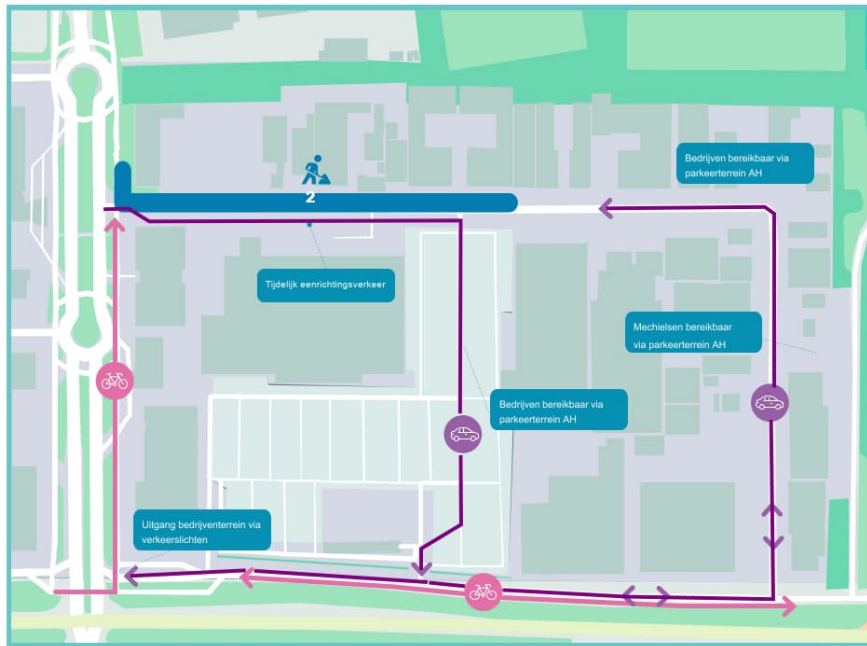 Bedrijven bereikbaar via
parkeerterrein AH
2
Tijdelijk eenrichtingsverkeer
Mechielsen bereikbaar
via parkeerterrein AH
Bedrijven bereikbaar via
parkeerterrein AH
Uitgang bedrijventerrein via
verkeerslichten